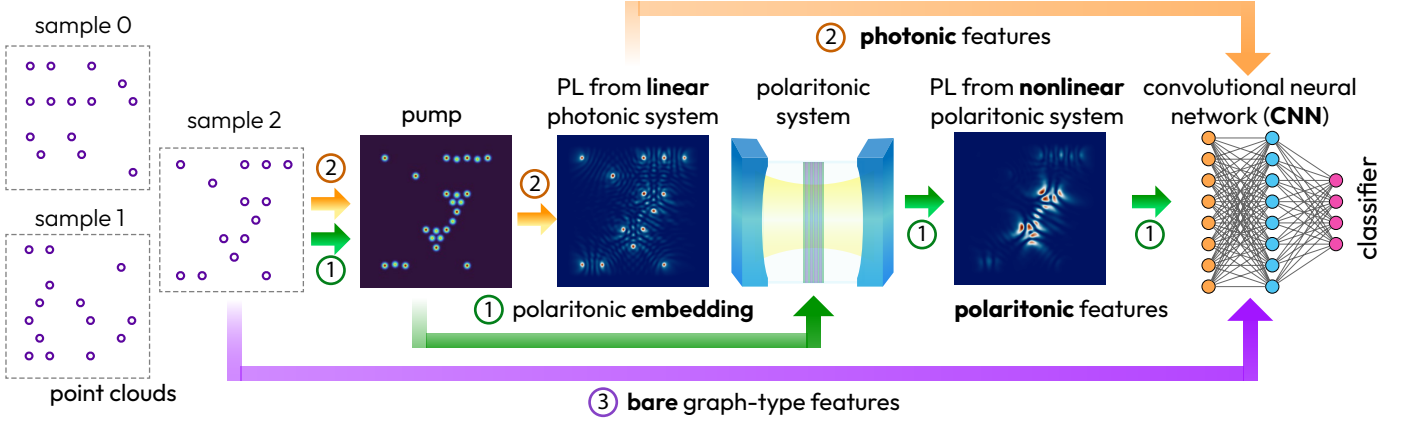 sample 0
sample 1
point clouds
sample 2
2
1
pump
2
PL from linear
photonic system
1 polaritonic embedding
polaritonic
system
2 photonic features
1
PL from nonlinear
polaritonic system
polaritonic features
1
convolutional neural
network (CNN)
classifier
3 bare graph-type features